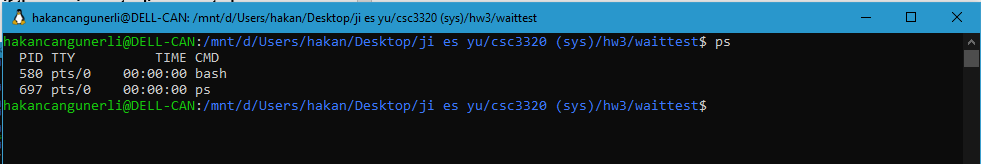 hakancangunerli@DELL-CAN: /mnt/d/Users/hakan/Desktop/ji es yu/csc3320 (sys)/hw3/waittest
hakancangunerli@DELL-CAN:/mnt/d/Users/hakan/Desktop/ji es yu/csc3320 (sys)/hw3/waittest$ ps
  PID TTY          TIME CMD
  580 pts/0    00:00:00 bash
  697 pts/0    00:00:00 ps
hakancangunerli@DELL-CAN:/mnt/d/Users/hakan/Desktop/ji es yu/csc3320 (sys)/hw3/waittest$